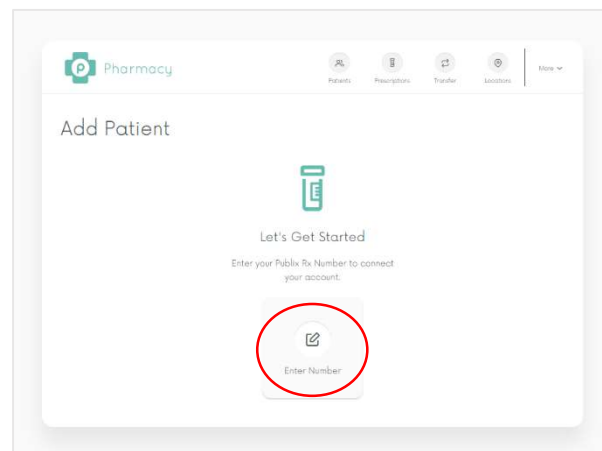 p Pharmacy
Patients Prescriptions Transfer Locations More
Add Patient
Let's Get Started
Enter your Publix Rx Number to connect
your account.
Enter Number